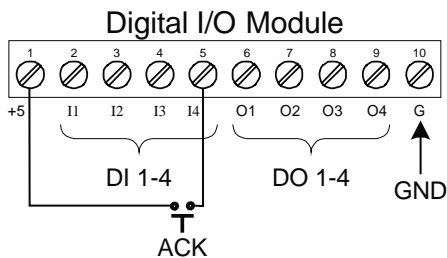 Digital I/O Module
1 2 3 4 5 6 7 8 9 10
+5 I1 I2 I3 I4 O1 O2 O3 O4 G
DI 1-4 DO 1-4 GND
ACK